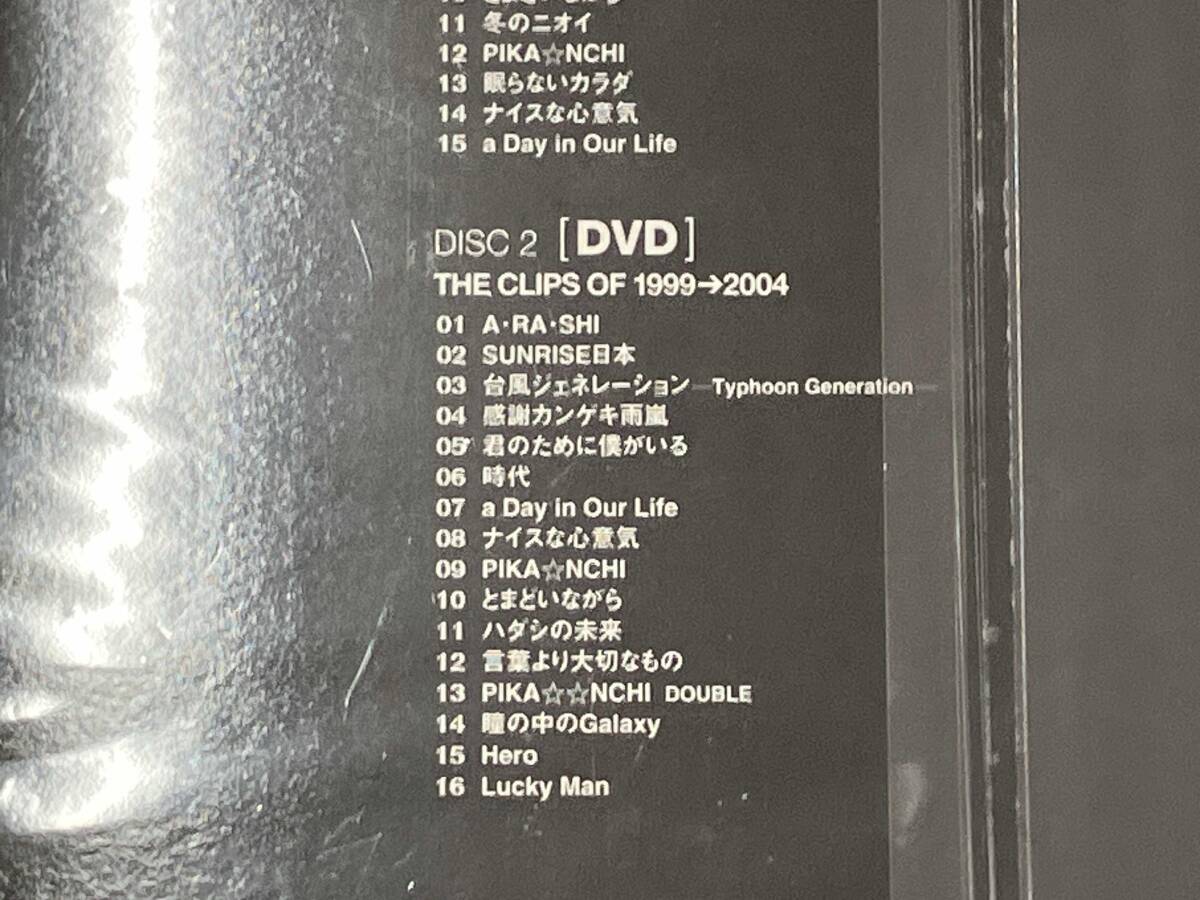 11 冬のニオイ
12 PIKA☆NCHI
13 眠らないカラダ
14 ナイスな心意気
15 a Day in Our Life
DISC 2 [DVD]
THE CLIPS OF 1999→2004
01 A・RA・SHI
02 SUNRISE日本
03 台風ジェネレーション —Typhoon Generation—
04 感謝カンゲキ雨嵐
05 君のために僕がいる
06 時代
07 a Day in Our Life
08 ナイスな心意気
09 PIKA☆NCHI
10 とまどいながら
11 ハダシの未来
12 言葉より大切なもの
13 PIKA☆☆NCHI DOUBLE
14 瞳の中のGalaxy
15 Hero
16 Lucky Man